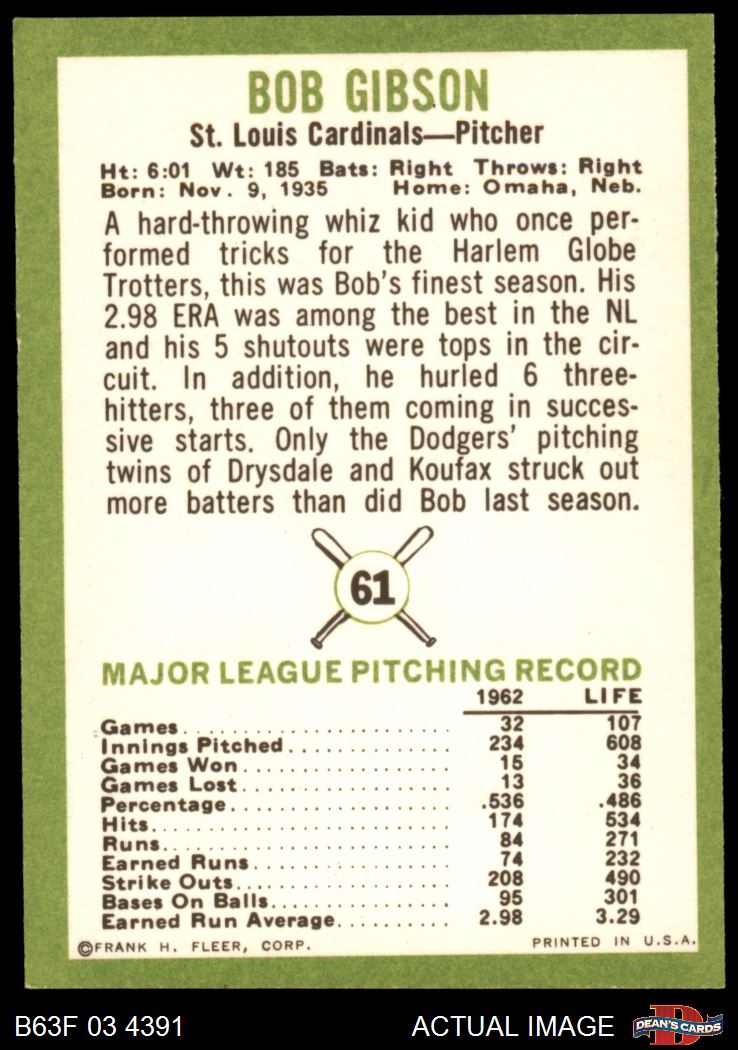 BOB GIBSON
St. Louis Cardinals—Pitcher
Ht: 6:01 Wt: 185 Bats: Right Throws: Right
Born: Nov. 9, 1935 Home: Omaha, Neb.
A hard-throwing whiz kid who once per-
formed tricks for the Harlem Globe
Trotters, this was Bob's finest season. His
2.98 ERA was among the best in the NL
and his 5 shutouts were tops in the cir-
cuit. In addition, he hurled 6 three-
hitters, three of them coming in succes-
sive starts. Only the Dodgers' pitching
twins of Drysdale and Koufax struck out
more batters than did Bob last season.
61
MAJOR LEAGUE PITCHING RECORD
1962 LIFE
Games 32 107
Innings Pitched 234 608
Games Won 15 34
Games Lost 13 36
Percentage .536 .486
Hits 174 534
Runs 84 271
Earned Runs 74 232
Strike Outs 208 490
Bases On Balls 95 301
Earned Run Average 2.98 3.29
©FRANK H. FLEER, CORP. PRINTED IN U.S.A.
B63F 03 4391 ACTUAL IMAGE D DEAN'S CARDS